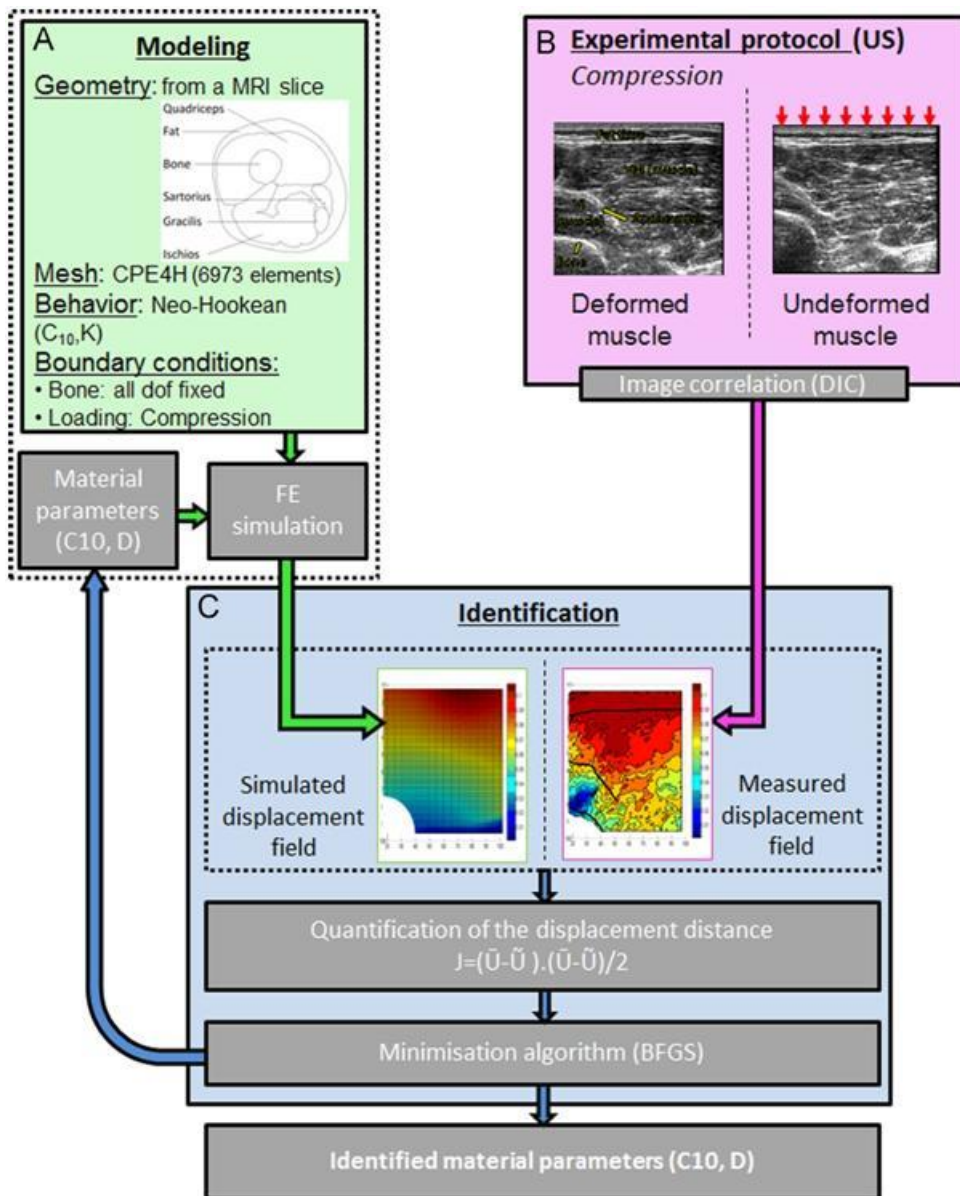 A
Modeling
Geometry: from a MRI slice
Quadriceps
Fat
Bone
Sartorius
Gracilis
Ischios
Mesh: CPE4H (6973 elements)
Behavior: Neo-Hookean
(C₁₀,K)
Boundary conditions:
• Bone: all dof fixed
• Loading: Compression
B
Experimental protocol (US)
Compression
Deformed
muscle
Undeformed
muscle
Image correlation (DIC)
Material
parameters
(C10, D)
FE
simulation
C
Identification
Simulated
displacement
field
Measured
displacement
field
Quantification of the displacement distance
J=(Ū-Ũ ).(Ū-Ũ)/2
Minimisation algorithm (BFGS)
Identified material parameters (C10, D)